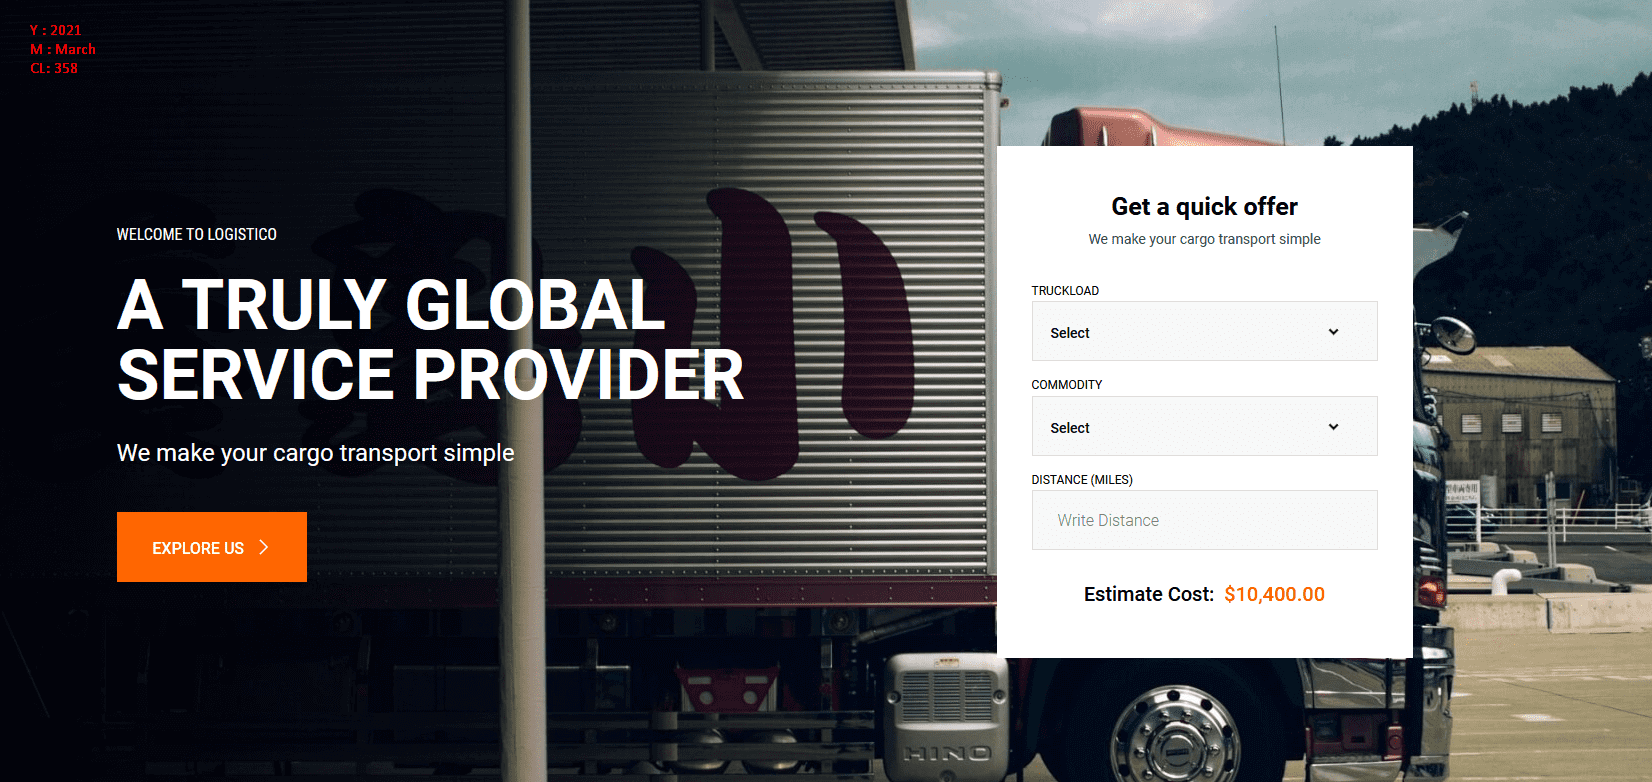 Y : 2021
M : March
CL: 358
WELCOME TO LOGISTICO
A TRULY GLOBAL
SERVICE PROVIDER
We make your cargo transport simple
EXPLORE US
Get a quick offer
We make your cargo transport simple
TRUCKLOAD
Select
COMMODITY
Select
DISTANCE (MILES)
Write Distance
Estimate Cost: $10,400.00
HINO